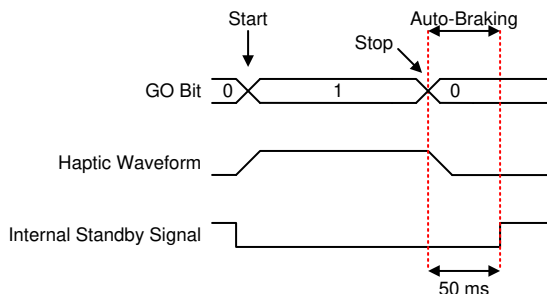 Start
Auto-Braking
Stop
GO Bit
0
1
0
Haptic Waveform
Internal Standby Signal
50 ms